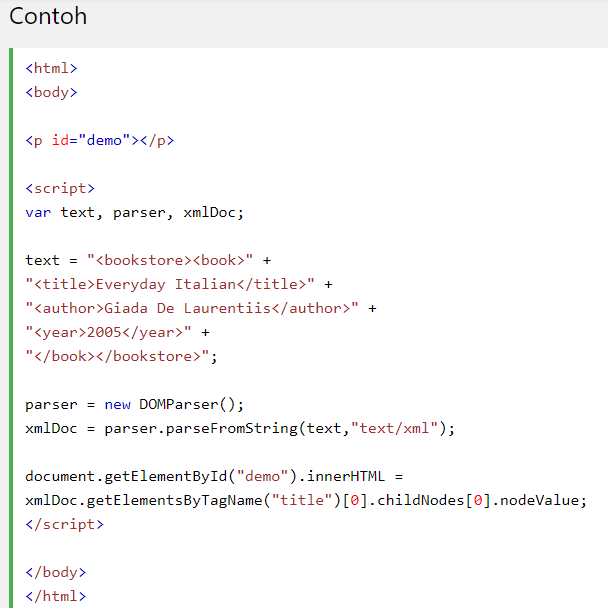 Contoh
<html>
<body>
<p id="demo"></p>
<script>
var text, parser, xmlDoc;
text = "<bookstore><book>" +
"<title>Everyday Italian</title>" +
"<author>Giada De Laurentiis</author>" +
"<year>2005</year>" +
"</book></bookstore>";
parser = new DOMParser();
xmlDoc = parser.parseFromString(text,"text/xml");
document.getElementById("demo").innerHTML =
xmlDoc.getElementsByTagName("title")[0].childNodes[0].nodeValue;
</script>
</body>
</html>